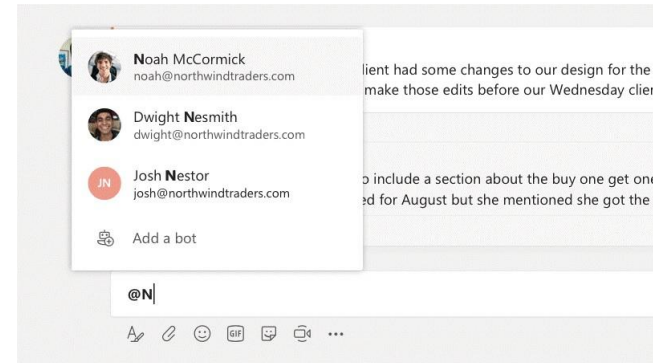 Noah McCormick
noah@northwindtraders.com
lient had some changes to our design for the
make those edits before our Wednesday clie
Dwight Nesmith
dwight@northwindtraders.com
JN
Josh Nestor
josh@northwindtraders.com
o include a section about the buy one get one
ed for August but she mentioned she got the
Add a bot
@N
GIF